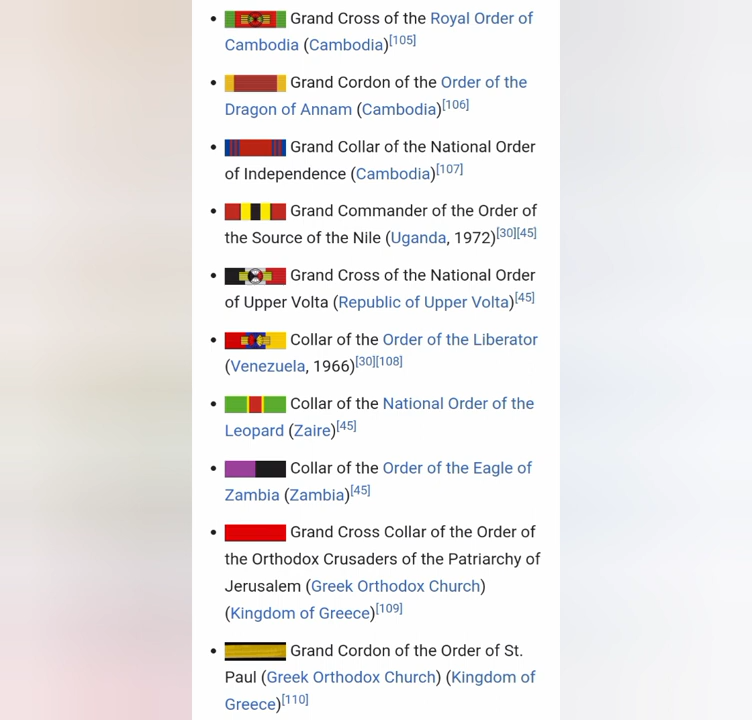 Grand Cross of the Royal Order of
Cambodia (Cambodia)[105]
Grand Cordon of the Order of the
Dragon of Annam (Cambodia)[106]
Grand Collar of the National Order
of Independence (Cambodia)[107]
Grand Commander of the Order of
the Source of the Nile (Uganda, 1972)[30][45]
Grand Cross of the National Order
of Upper Volta (Republic of Upper Volta)[45]
Collar of the Order of the Liberator
(Venezuela, 1966)[30][108]
Collar of the National Order of the
Leopard (Zaire)[45]
Collar of the Order of the Eagle of
Zambia (Zambia)[45]
Grand Cross Collar of the Order of
the Orthodox Crusaders of the Patriarchy of
Jerusalem (Greek Orthodox Church)
(Kingdom of Greece)[109]
Grand Cordon of the Order of St.
Paul (Greek Orthodox Church) (Kingdom of
Greece)[110]